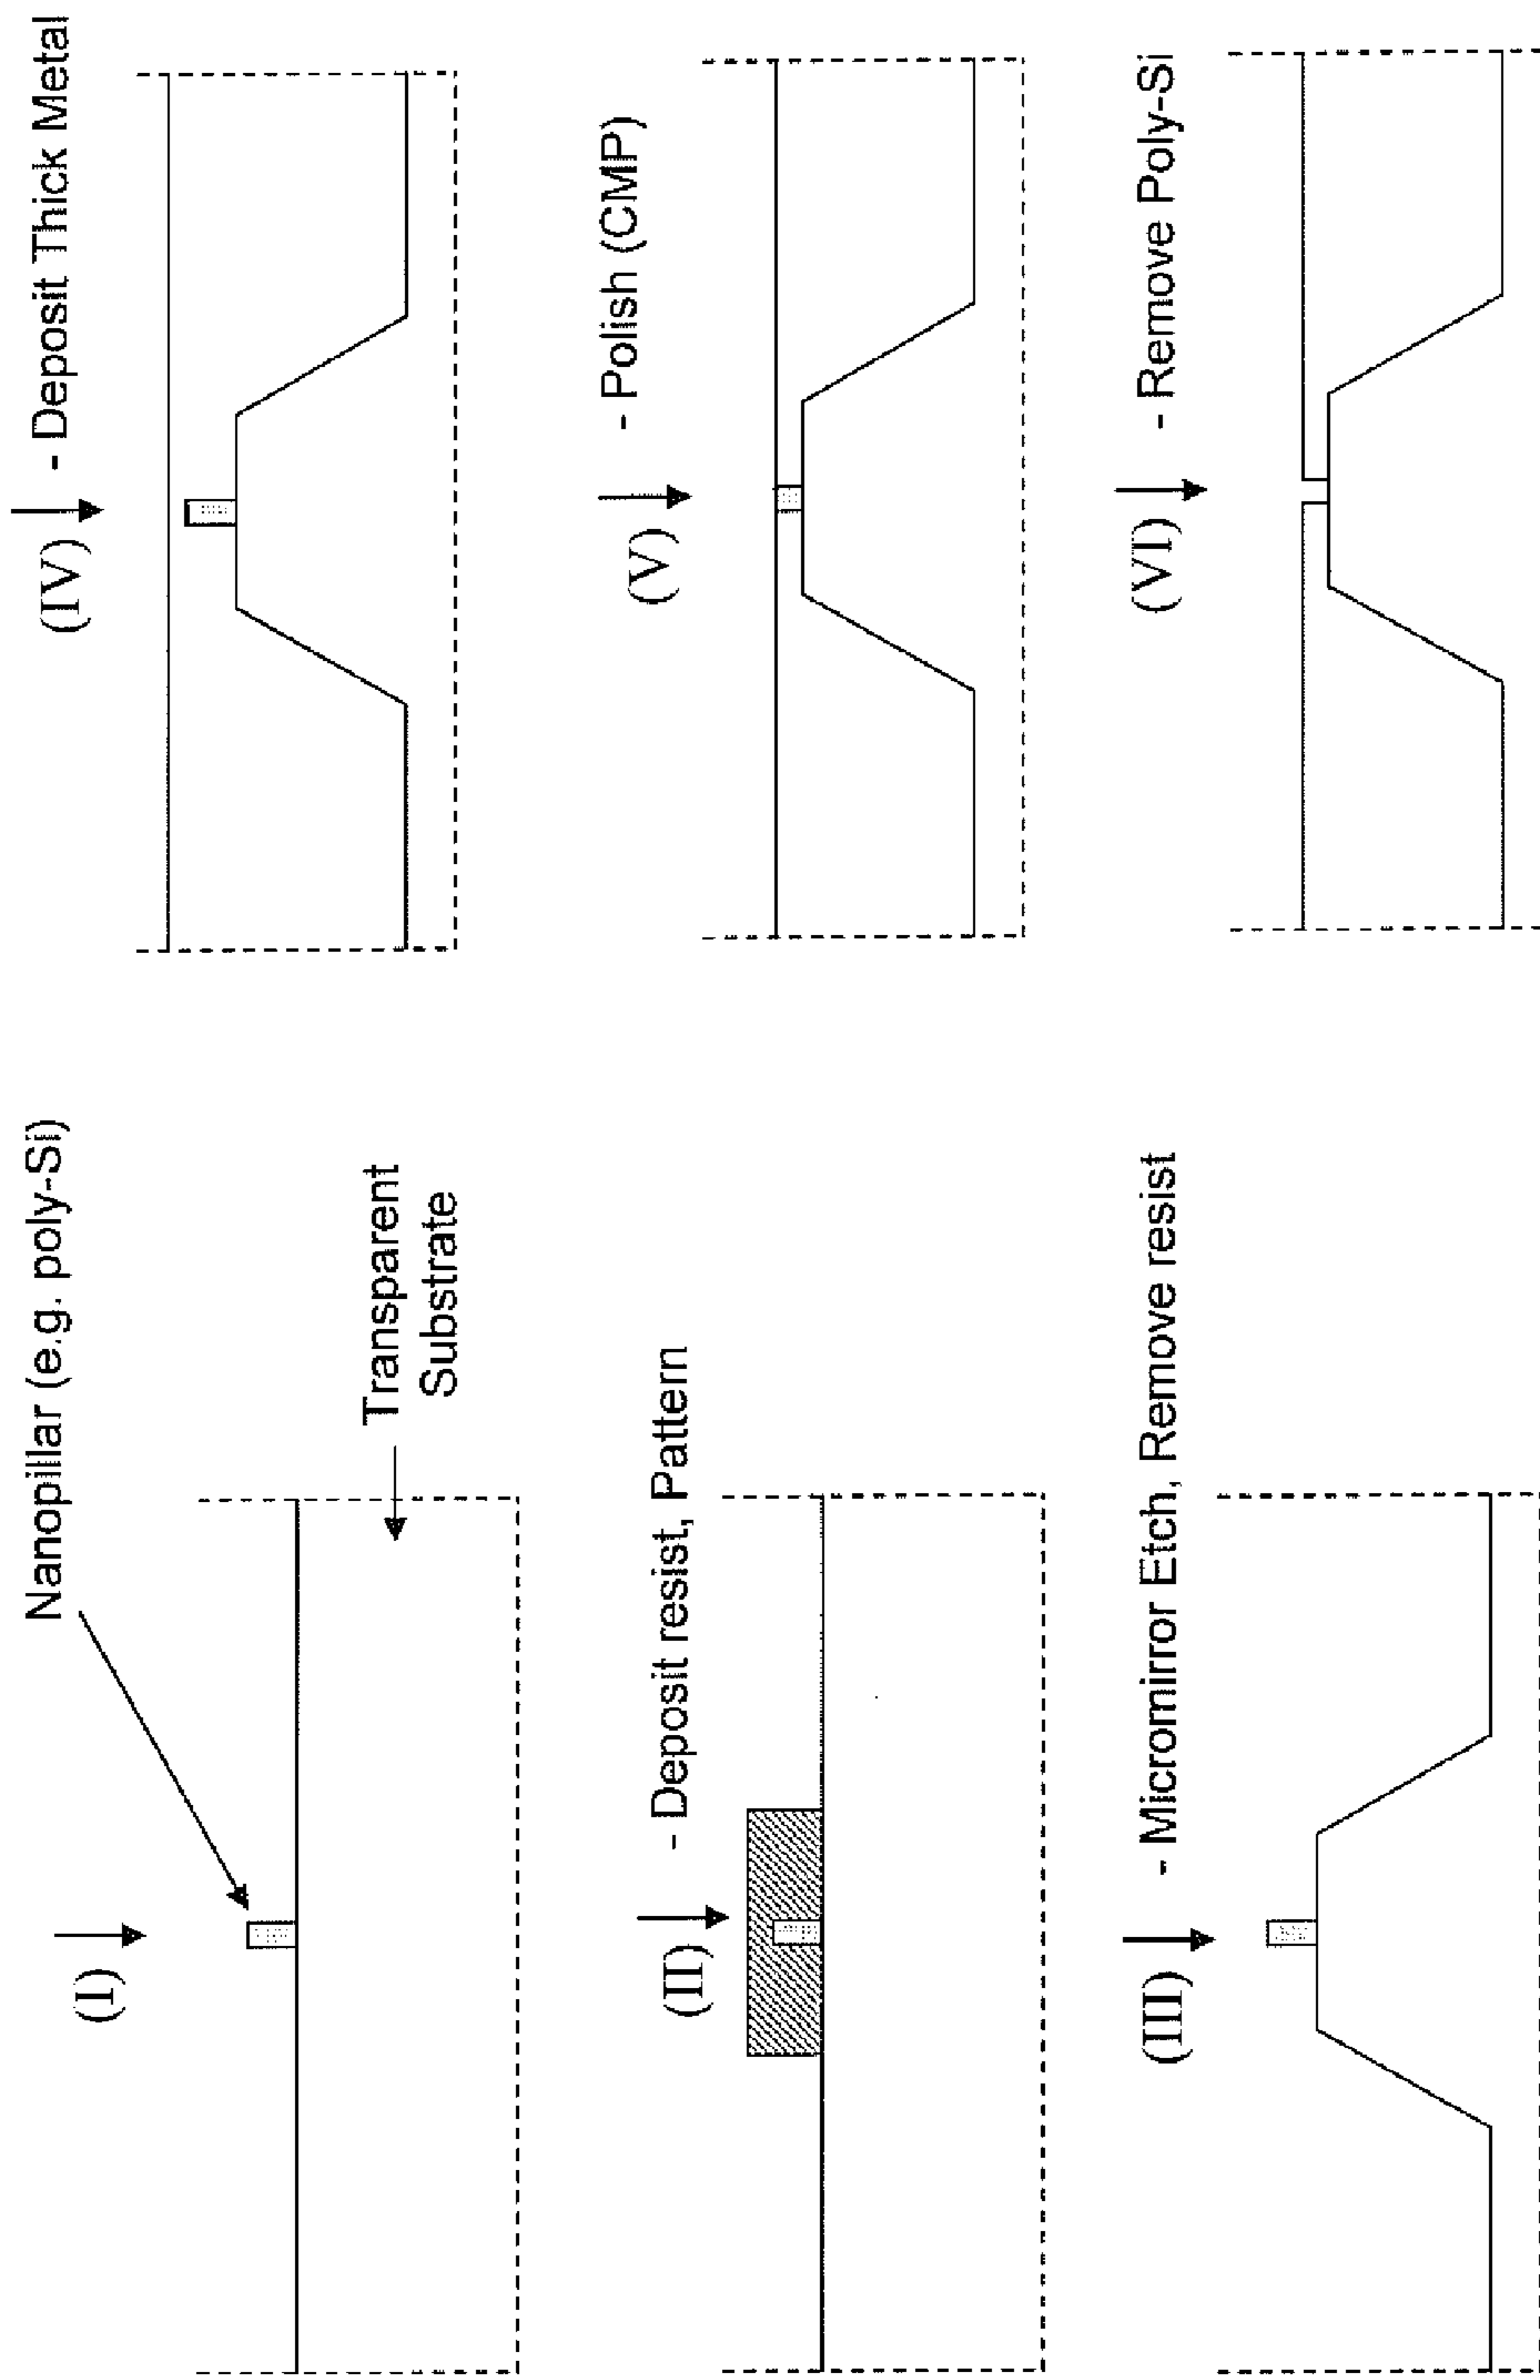 Nanopillar (e.g. poly-Si)
(I)
Transparent
Substrate
(II) - Deposit resist, Pattern
(III) - Micromirror Etch, Remove resist
(IV) - Deposit Thick Metal
(V) - Polish (CMP)
(VI) - Remove Poly-Si